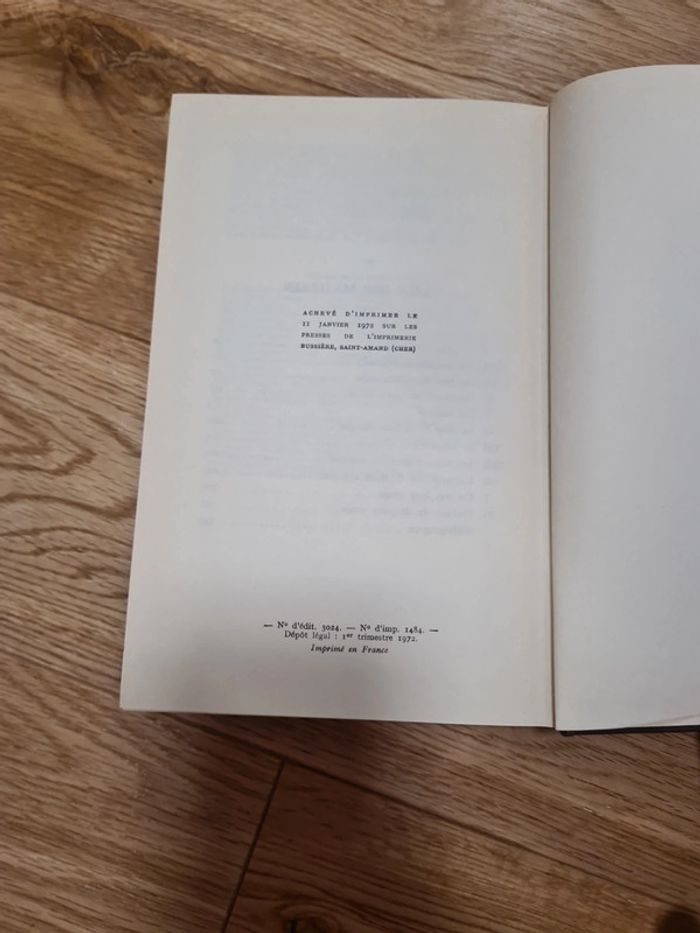 ACHEVÉ D'IMPRIMER LE
11 JANVIER 1972 SUR LES
PRESSES DE L'IMPRIMERIE
BUSSIÈRE, SAINT-AMAND (CHER)
— Nº d'édit. 3024. — Nº d'imp. 1484. —
Dépôt légal : 1er trimestre 1972.
Imprimé en France